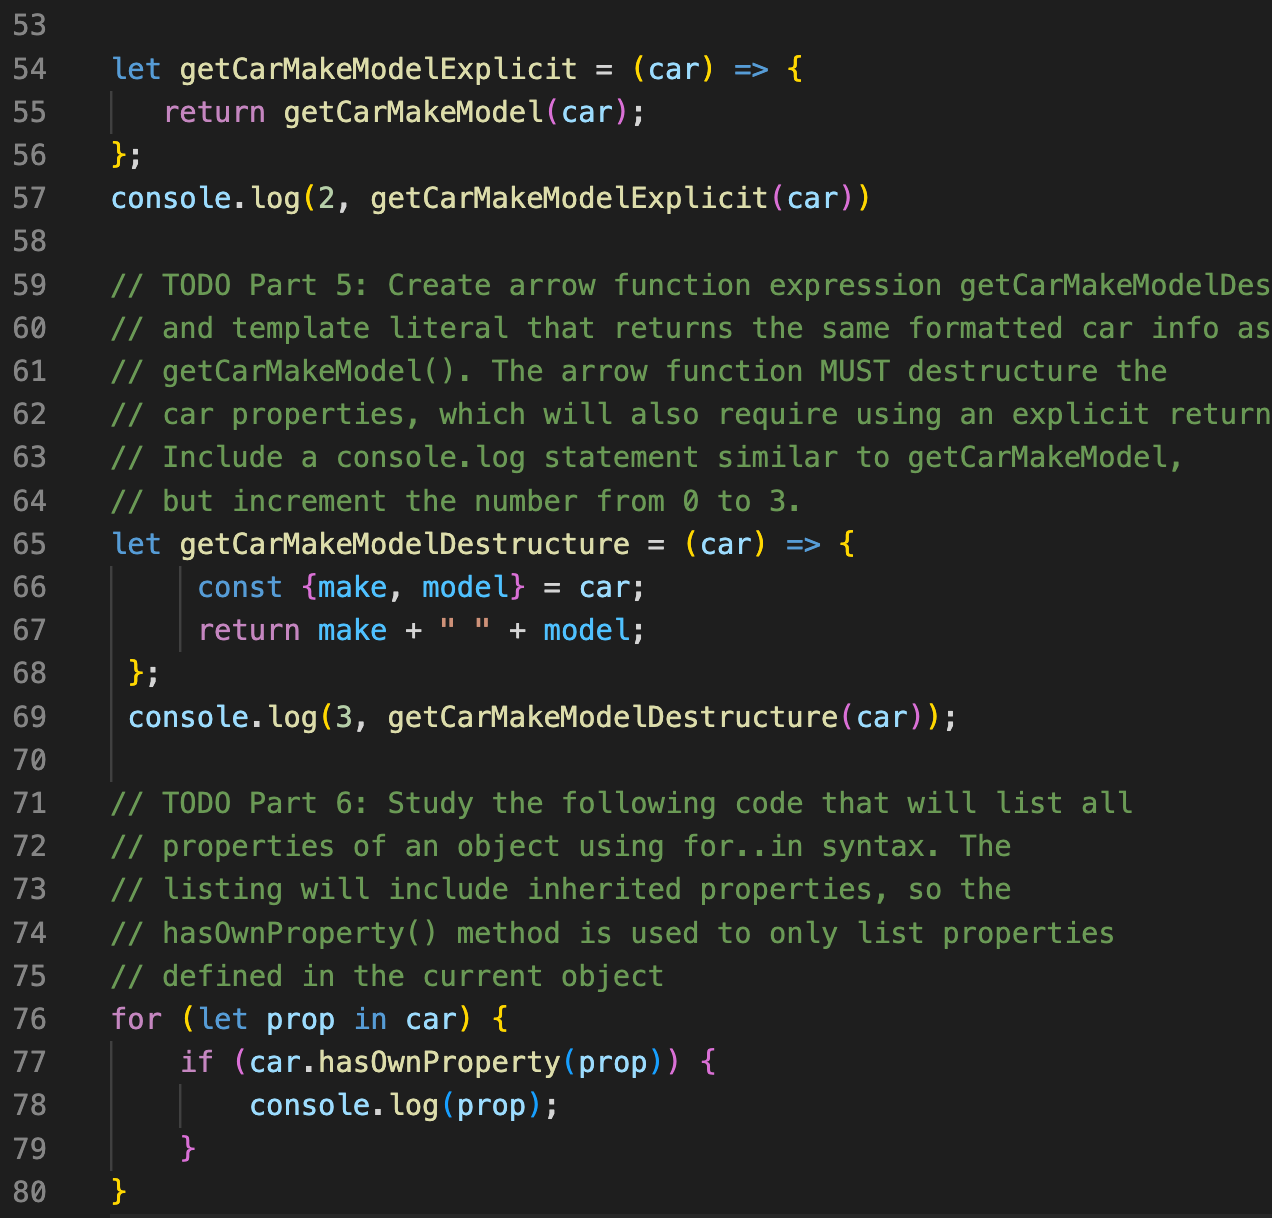 53
54 let getCarMakeModelExplicit = (car) => {
55 return getCarMakeModel(car);
56 };
57 console.log(2, getCarMakeModelExplicit(car))
58
59 // TODO Part 5: Create arrow function expression getCarMakeModelDes
60 // and template literal that returns the same formatted car info as
61 // getCarMakeModel(). The arrow function MUST destructure the
62 // car properties, which will also require using an explicit return
63 // Include a console.log statement similar to getCarMakeModel,
64 // but increment the number from 0 to 3.
65 let getCarMakeModelDestructure = (car) => {
66 const {make, model} = car;
67 return make + " " + model;
68 };
69 console.log(3, getCarMakeModelDestructure(car));
70
71 // TODO Part 6: Study the following code that will list all
72 // properties of an object using for..in syntax. The
73 // listing will include inherited properties, so the
74 // hasOwnProperty() method is used to only list properties
75 // defined in the current object
76 for (let prop in car) {
77 if (car.hasOwnProperty(prop)) {
78 console.log(prop);
79 }
80 }